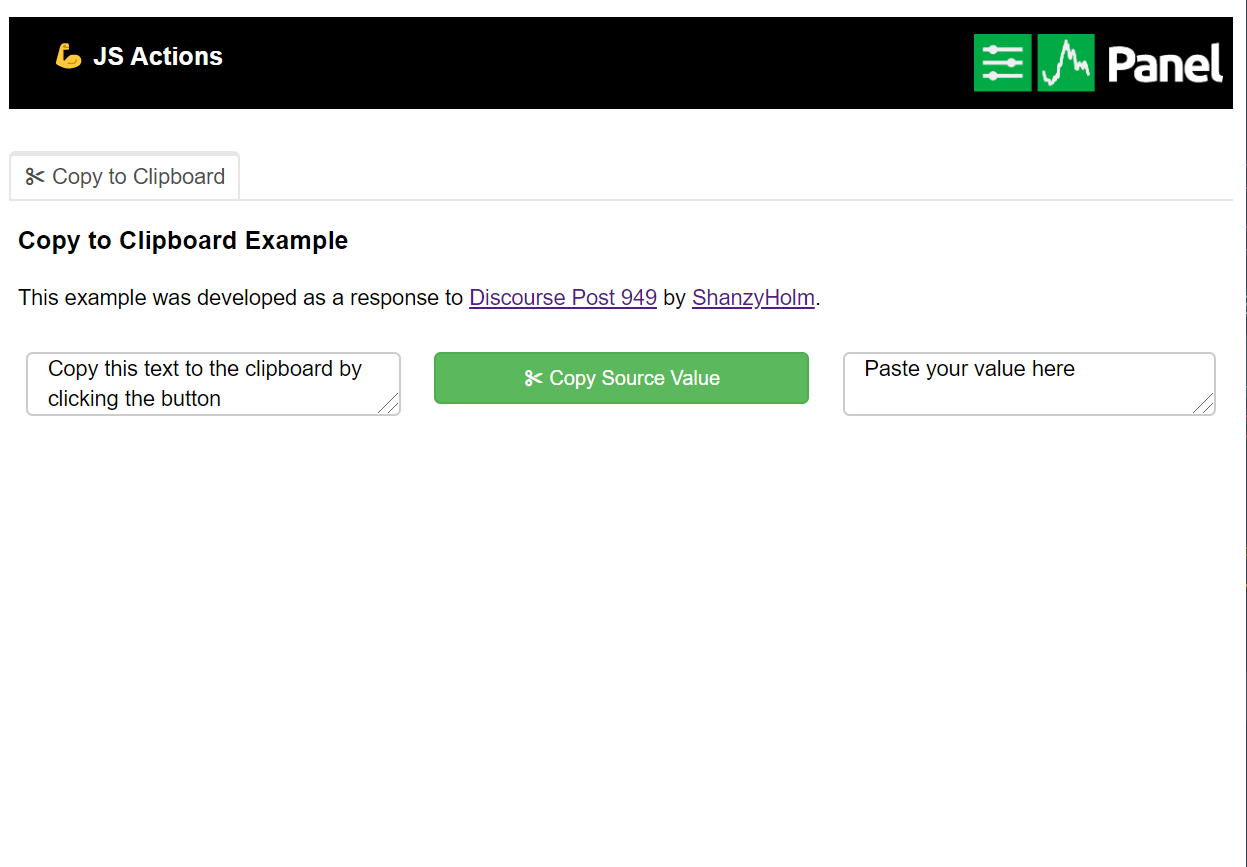 💪 JS Actions
Panel
✂ Copy to Clipboard
Copy to Clipboard Example
This example was developed as a response to Discourse Post 949 by ShanzyHolm.
Copy this text to the clipboard by
clicking the button
✂ Copy Source Value
Paste your value here